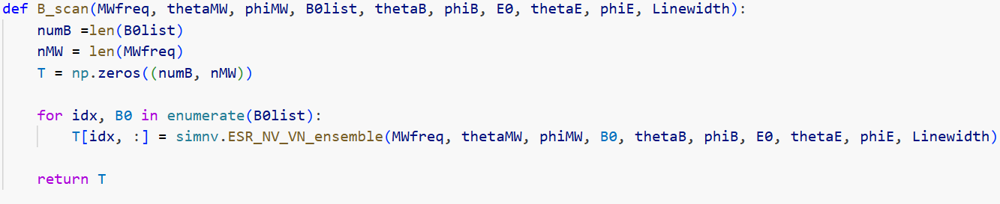 def B_scan(MWfreq, thetaMW, phiMW, B0list, thetaB, phiB, E0, thetaE, phiE, Linewidth):
    numB =len(B0list)
    nMW = len(MWfreq)
    T = np.zeros((numB, nMW))

    for idx, B0 in enumerate(B0list):
        T[idx, :] = simnv.ESR_NV_VN_ensemble(MWfreq, thetaMW, phiMW, B0, thetaB, phiB, E0, thetaE, phiE, Linewidth)

    return T